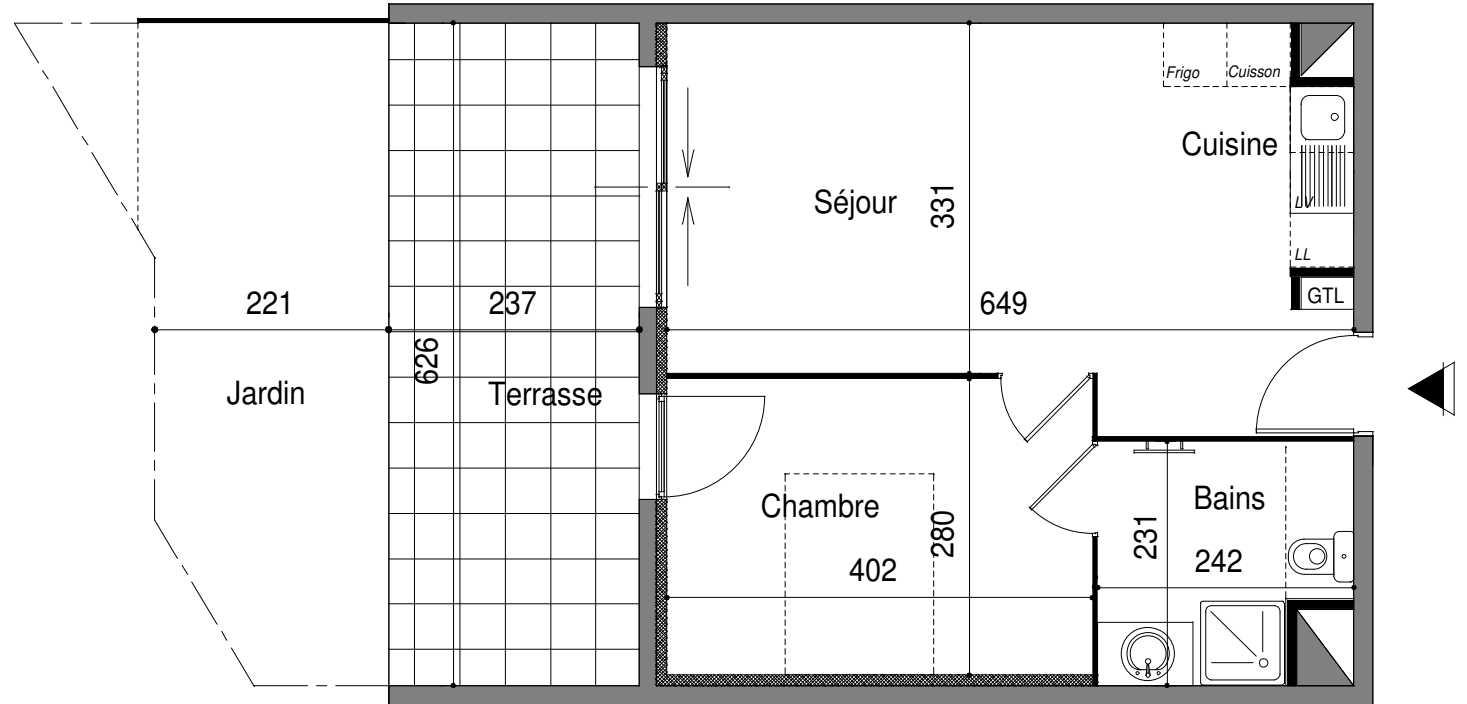 Frigo
Cuisson
Cuisine
Séjour
331
LV
LL
GTL
221
237
649
626
Jardin
Terrasse
Chambre
280
402
Bains
231
242